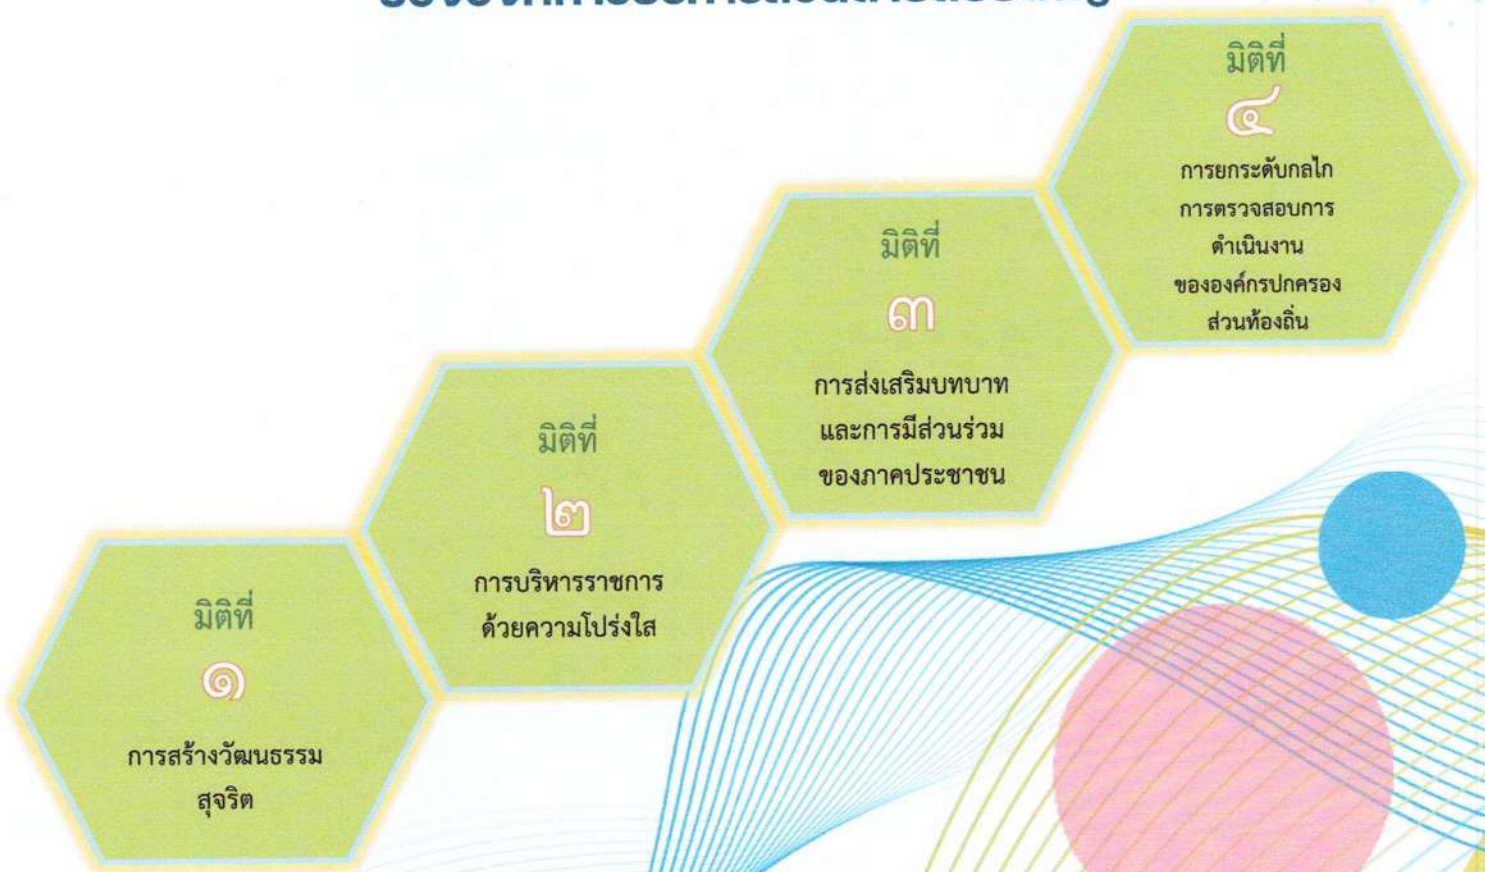 มิติที่
๔
การยกระดับกลไก
การตรวจสอบการ
ดำเนินงาน
ขององค์กรปกครอง
ส่วนท้องถิ่น
มิติที่
๓
การส่งเสริมบทบาท
และการมีส่วนร่วม
ของภาคประชาชน
มิติที่
๒
การบริหารราชการ
ด้วยความโปร่งใส
มิติที่
๑
การสร้างวัฒนธรรม
สุจริต